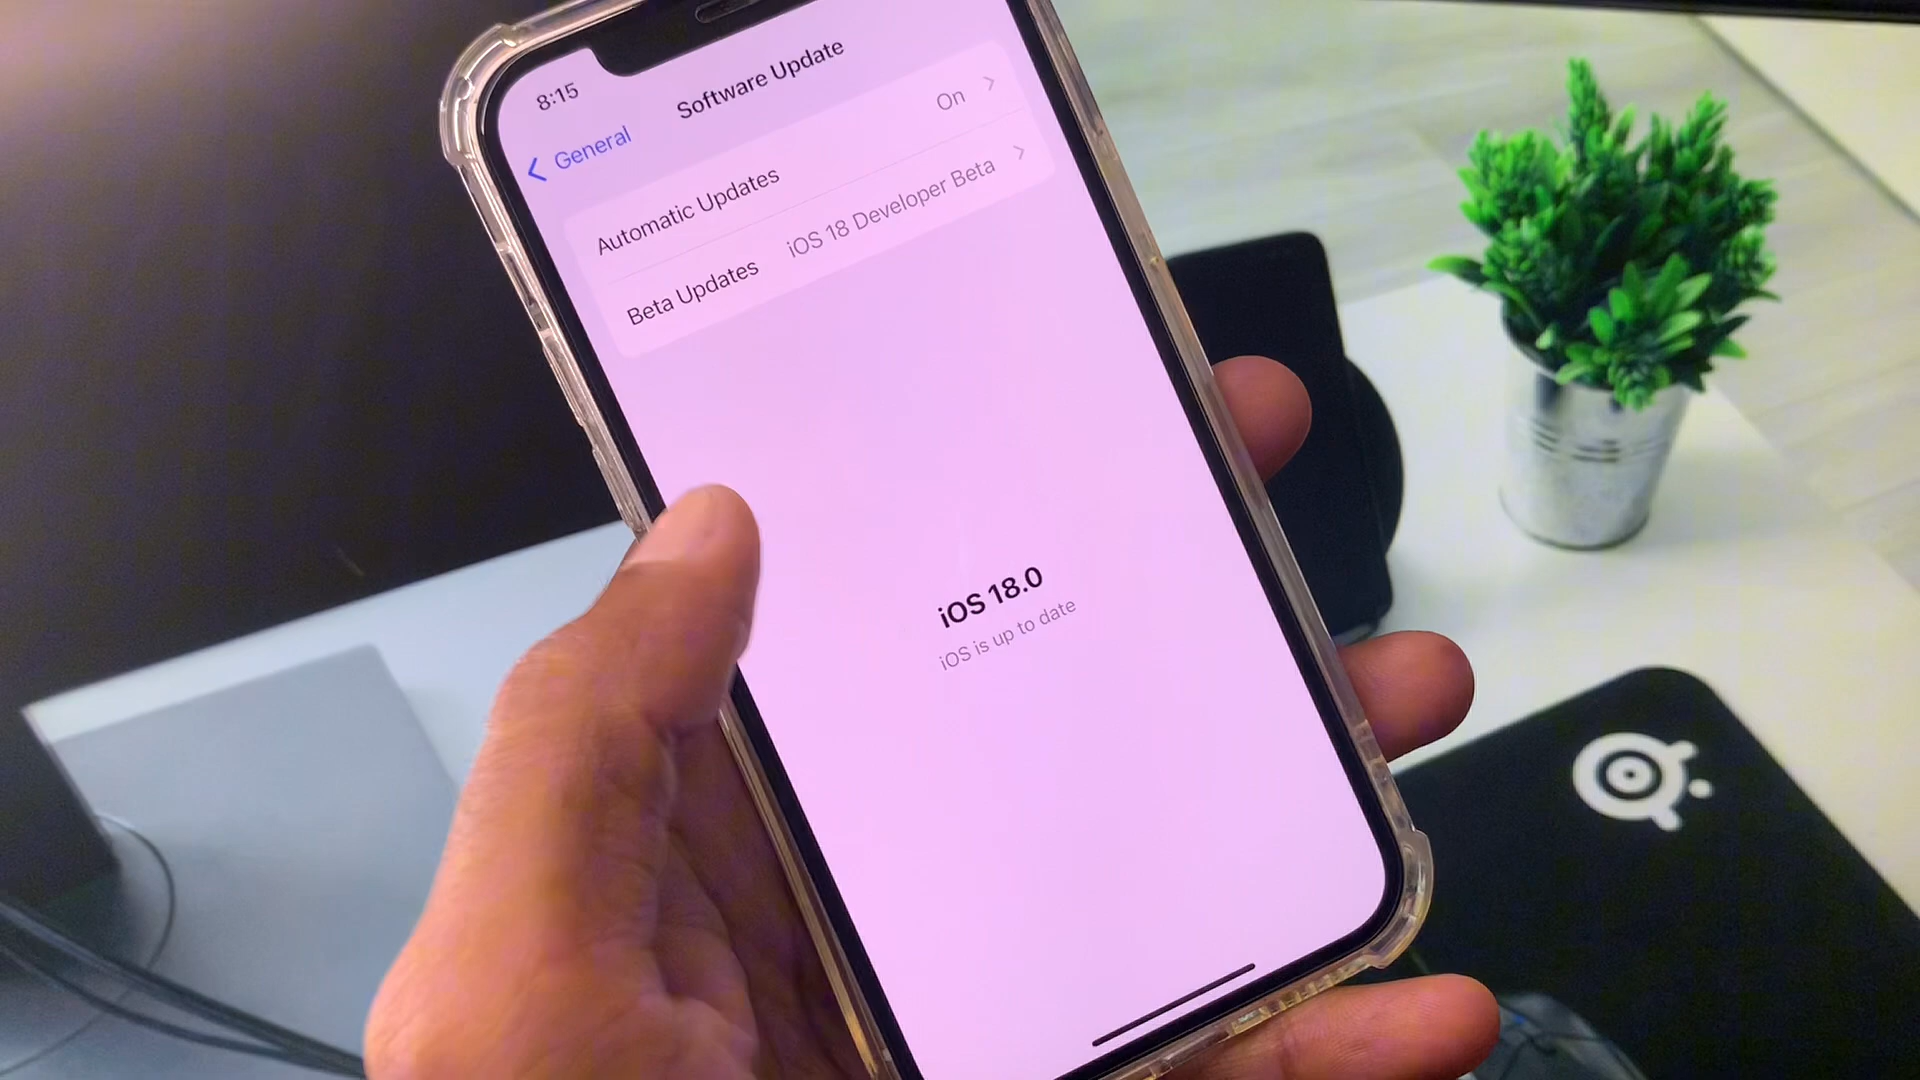 8:15
General
Software Update
Automatic Updates On
Beta Updates iOS 18 Developer Beta
iOS 18.0
iOS is up to date